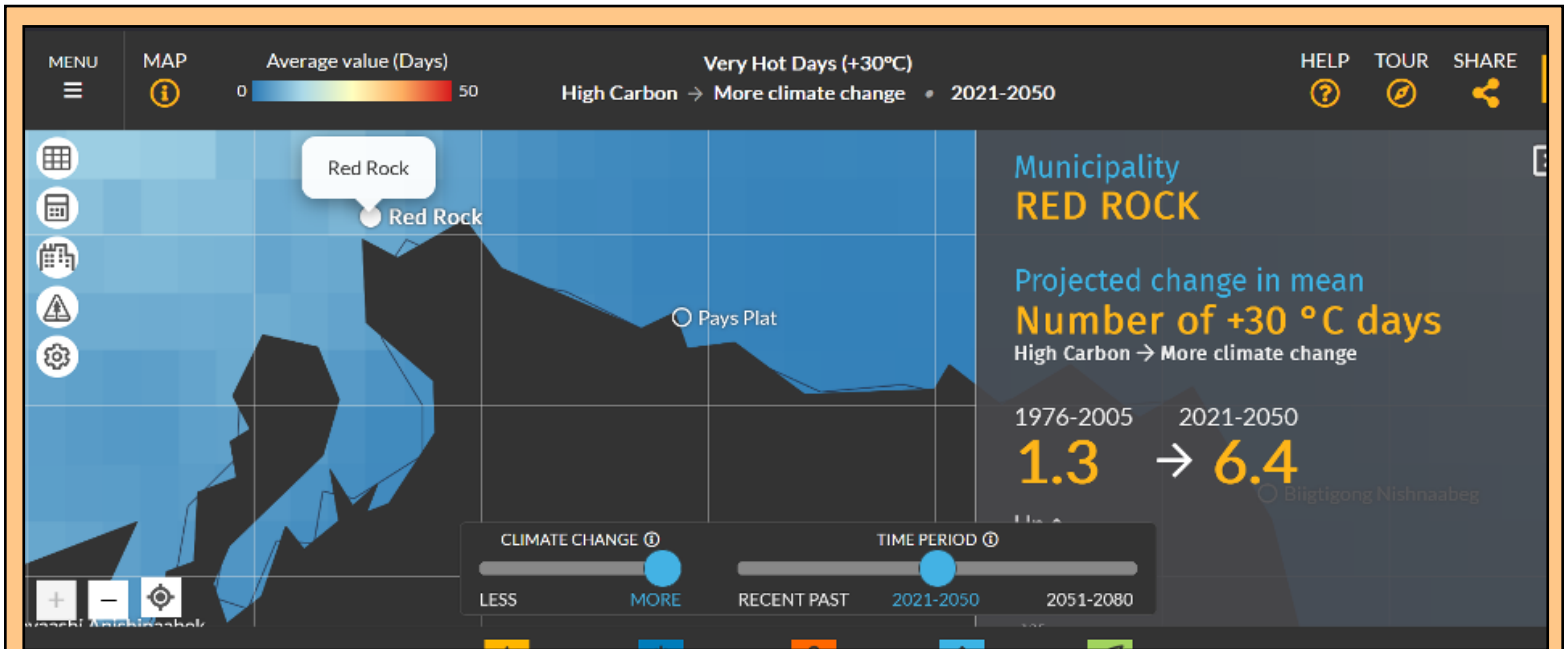 MENU
MAP
Average value (Days)
0
50
Very Hot Days (+30°C)
High Carbon → More climate change • 2021-2050
HELP
TOUR
SHARE
Red Rock
Red Rock
Pays Plat
Municipality
RED ROCK
Projected change in mean
Number of +30 °C days
High Carbon → More climate change
1976-2005
2021-2050
1.3 → 6.4
Biigtigong Nishnaabeg
CLIMATE CHANGE
LESS
MORE
TIME PERIOD
RECENT PAST
2021-2050
2051-2080